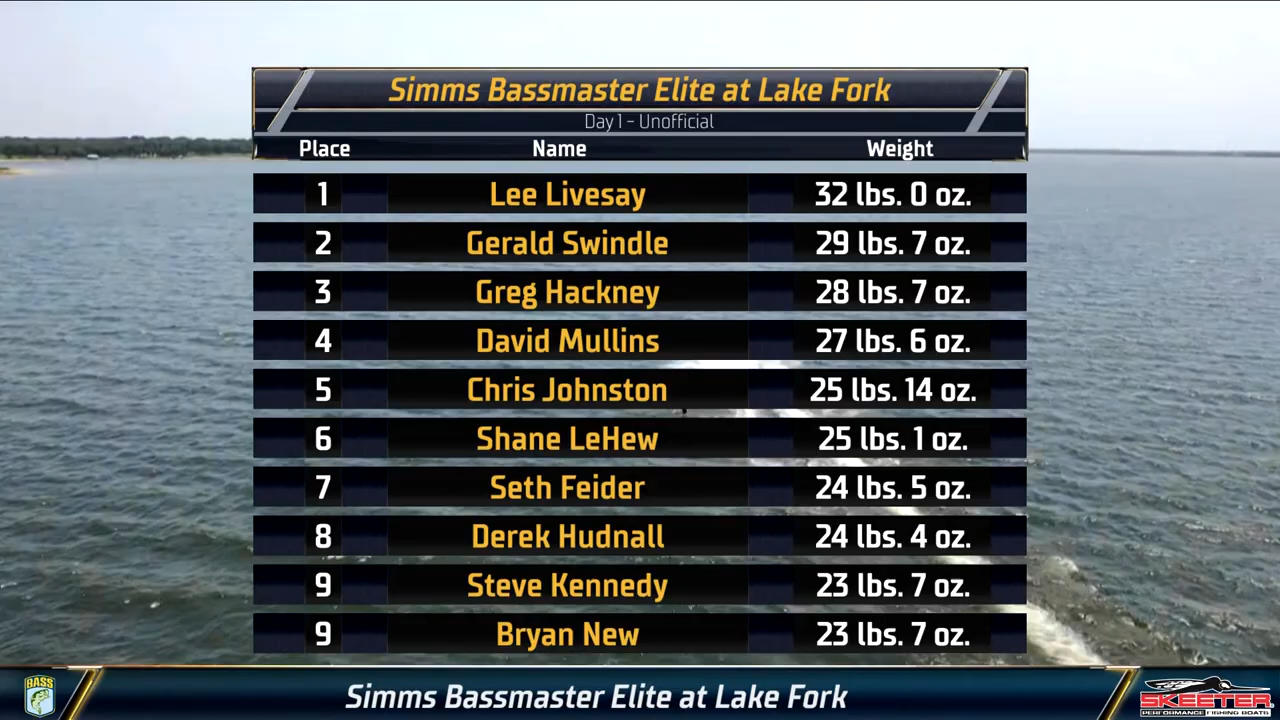 Simms Bassmaster Elite at Lake Fork
Day 1 - Unofficial
Place Name Weight
1 Lee Livesay 32 lbs. 0 oz.
2 Gerald Swindle 29 lbs. 7 oz.
3 Greg Hackney 28 lbs. 7 oz.
4 David Mullins 27 lbs. 6 oz.
5 Chris Johnston 25 lbs. 14 oz.
6 Shane LeHew 25 lbs. 1 oz.
7 Seth Feider 24 lbs. 5 oz.
8 Derek Hudnall 24 lbs. 4 oz.
9 Steve Kennedy 23 lbs. 7 oz.
9 Bryan New 23 lbs. 7 oz.
BASS Simms Bassmaster Elite at Lake Fork SKEETER
PERFORMANCE FISHING BOATS